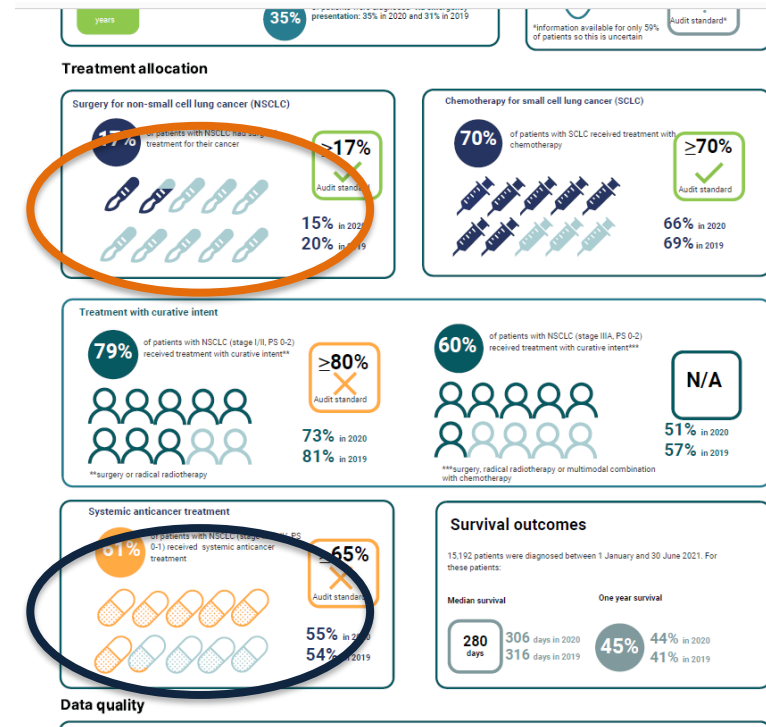 years
35%
presentation: 35% in 2020 and 31% in 2019
*information available for only 59%
of patients so this is uncertain
Audit standard*
Treatment allocation
Surgery for non-small cell lung cancer (NSCLC)
17%
of patients with NSCLC had
treatment for their cancer
≥17%
Audit standard
15% in 2020
20% in 2019
Chemotherapy for small cell lung cancer (SCLC)
70%
of patients with SCLC received treatment with
chemotherapy
≥70%
Audit standard
66% in 2020
69% in 2019
Treatment with curative intent
79%
of patients with NSCLC (stage I/II, PS 0-2)
received treatment with curative intent**
≥80%
Audit standard
73% in 2020
81% in 2019
**surgery or radical radiotherapy
60%
of patients with NSCLC (stage IIIA, PS 0-2)
received treatment with curative intent***
N/A
51% in 2020
57% in 2019
***surgery, radical radiotherapy or multimodal combination
with chemotherapy
Systemic anticancer treatment
61%
of patients with NSCLC PS
0-1) received systemic anticancer
treatment
≥65%
Audit standard
55% in 2020
54% in 2019
Survival outcomes
15,192 patients were diagnosed between 1 January and 30 June 2021. For
these patients:
Median survival
280
days
306 days in 2020
316 days in 2019
One year survival
45%
44% in 2020
41% in 2019
Data quality